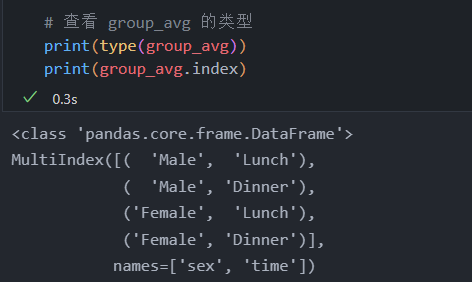 # 查看 group_avg 的类型
print(type(group_avg))
print(group_avg.index)
0.3s
<class 'pandas.core.frame.DataFrame'>
MultiIndex([(  'Male',  'Lunch'),
            (  'Male', 'Dinner'),
            ('Female',  'Lunch'),
            ('Female', 'Dinner')],
           names=['sex', 'time'])